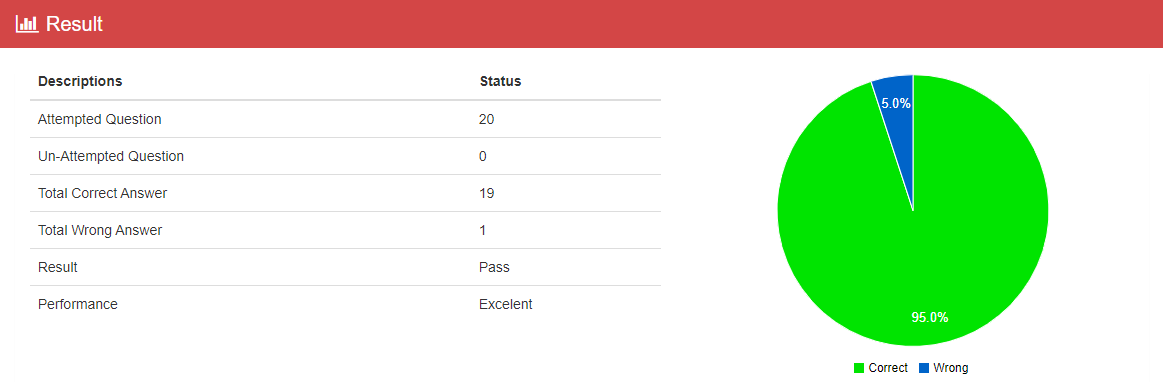 Result
Descriptions Status
Attempted Question 20
Un-Attempted Question 0
Total Correct Answer 19
Total Wrong Answer 1
Result Pass
Performance Excelent
5.0%
95.0%
Correct Wrong